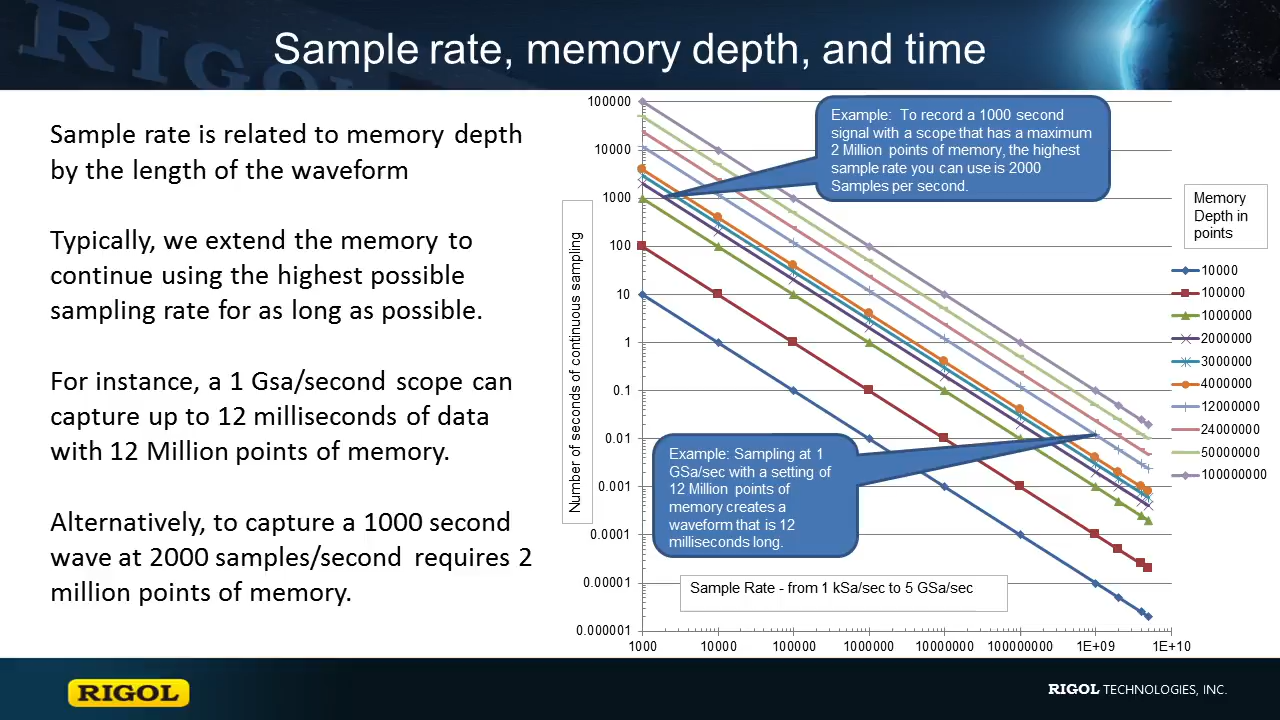 RIGOL
Sample rate, memory depth, and time
Sample rate is related to memory depth
by the length of the waveform
Typically, we extend the memory to
continue using the highest possible
sampling rate for as long as possible.
For instance, a 1 Gsa/second scope can
capture up to 12 milliseconds of data
with 12 Million points of memory.
Alternatively, to capture a 1000 second
wave at 2000 samples/second requires 2
million points of memory.
Number of seconds of continuous sampling
100000
10000
1000
100
10
1
0.1
0.01
0.001
0.0001
0.00001
0.000001
Example: To record a 1000 second
signal with a scope that has a maximum
2 Million points of memory, the highest
sample rate you can use is 2000
Samples per second.
Example: Sampling at 1
GSa/sec with a setting of
12 Million points of
memory creates a
waveform that is 12
milliseconds long.
Sample Rate - from 1 kSa/sec to 5 GSa/sec
1000 10000 100000 1000000 10000000 100000000 1E+09 1E+10
Memory
Depth in
points
10000
100000
1000000
2000000
3000000
4000000
12000000
24000000
50000000
100000000
RIGOL
RIGOL TECHNOLOGIES, INC.